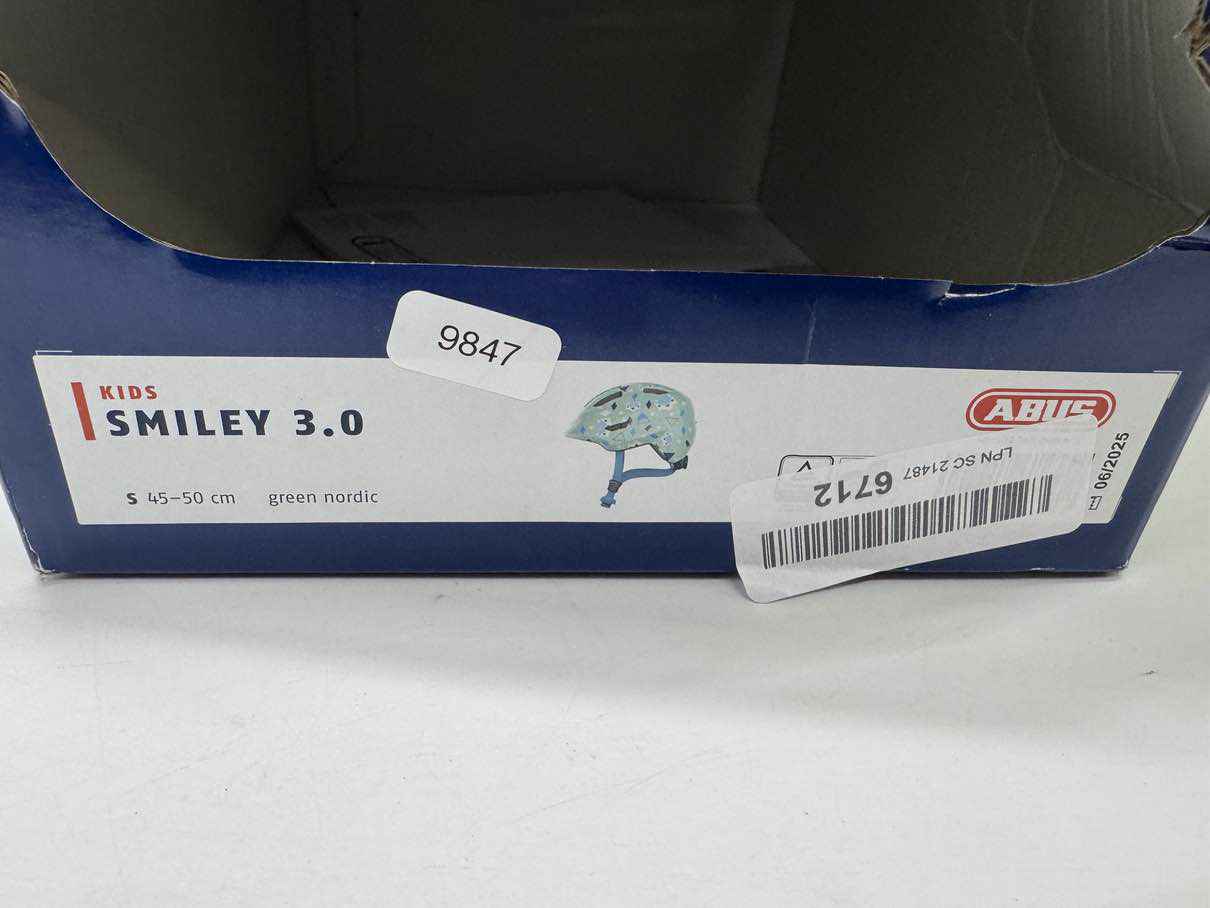 9847
KIDS
SMILEY 3.0
S 45–50 cm green nordic
ABUS
06/2025
LPN SC 21487 6712